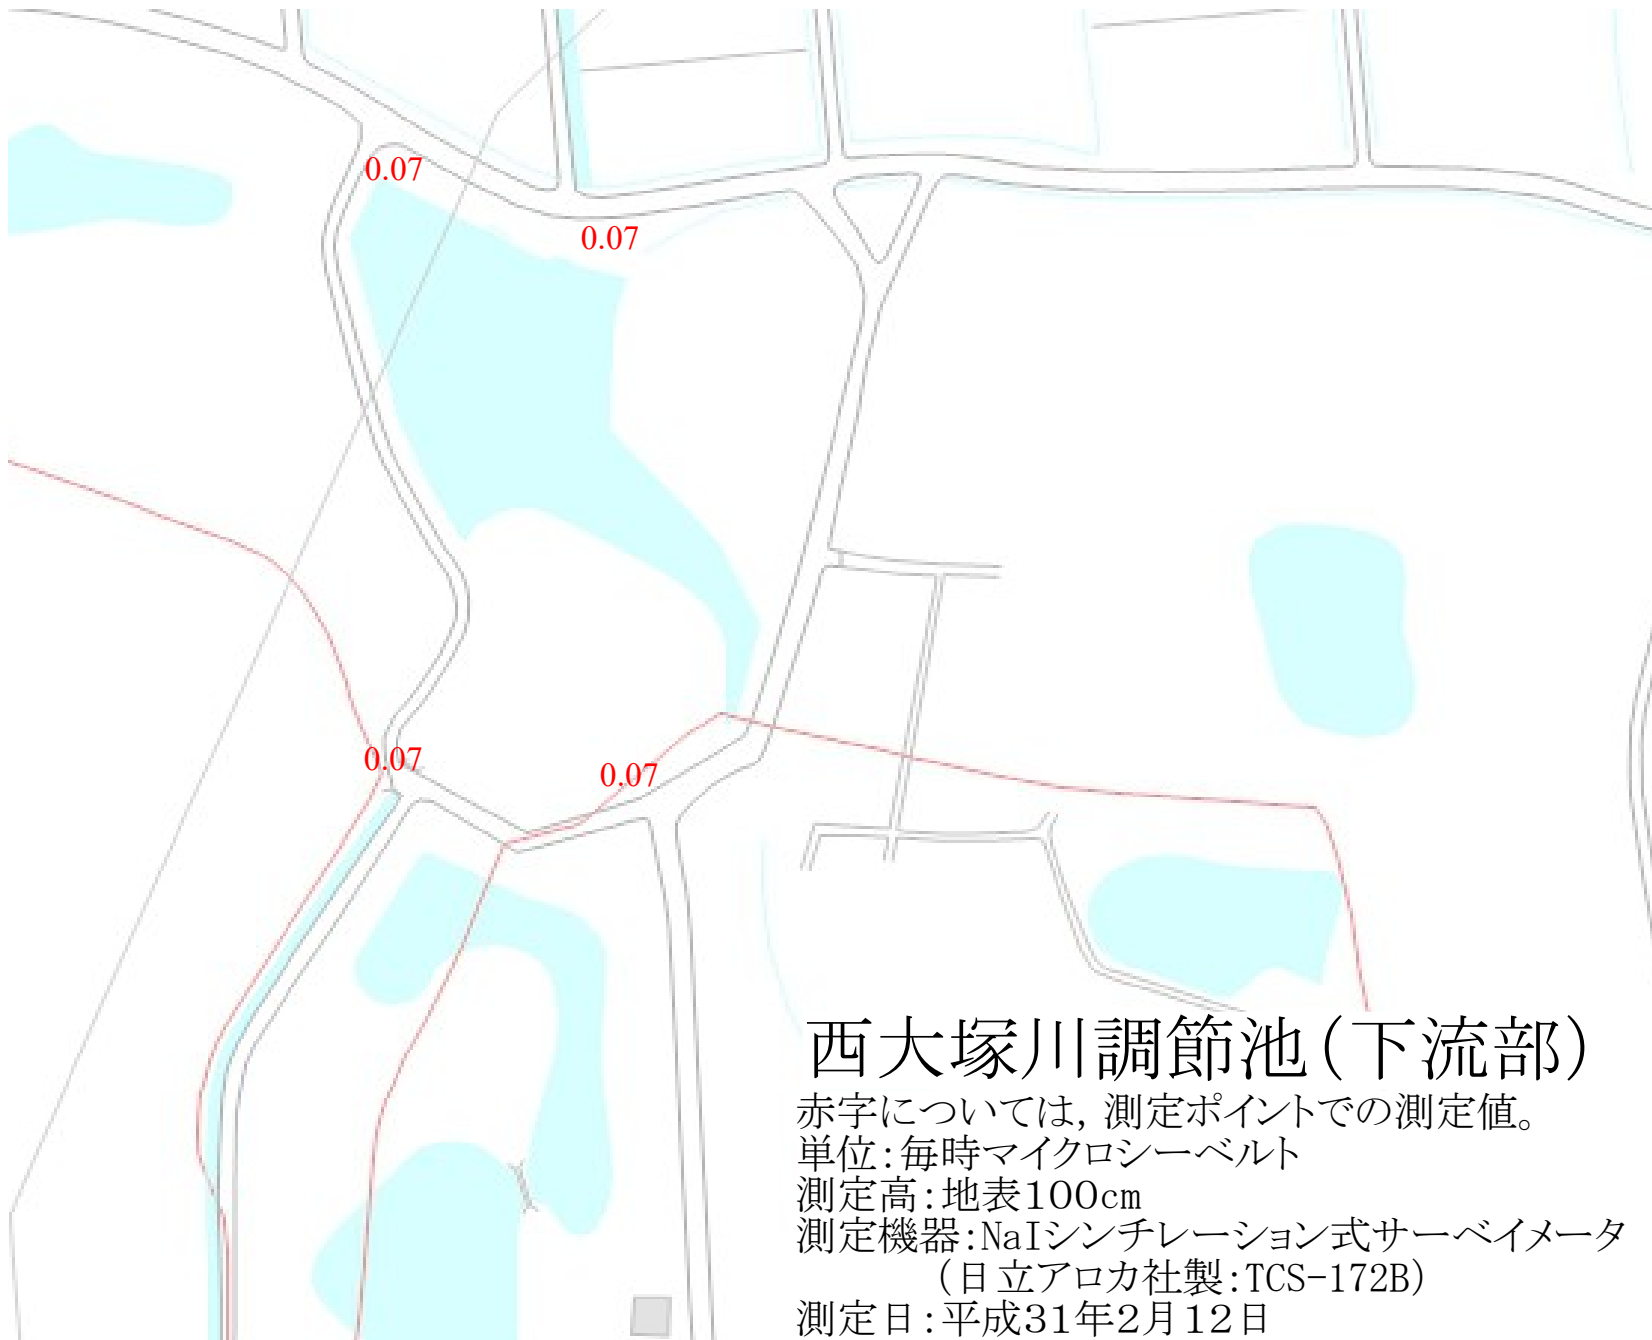 0.07
0.07
0.07
0.07
西大塚川調節池(下流部)
赤字については，測定ポイントでの測定値。
単位：毎時マイクロシーベルト
測定高：地表100cm
測定機器：NaIシンチレーション式サーベイメータ
(日立アロカ社製：TCS-172B)
測定日：平成31年2月12日